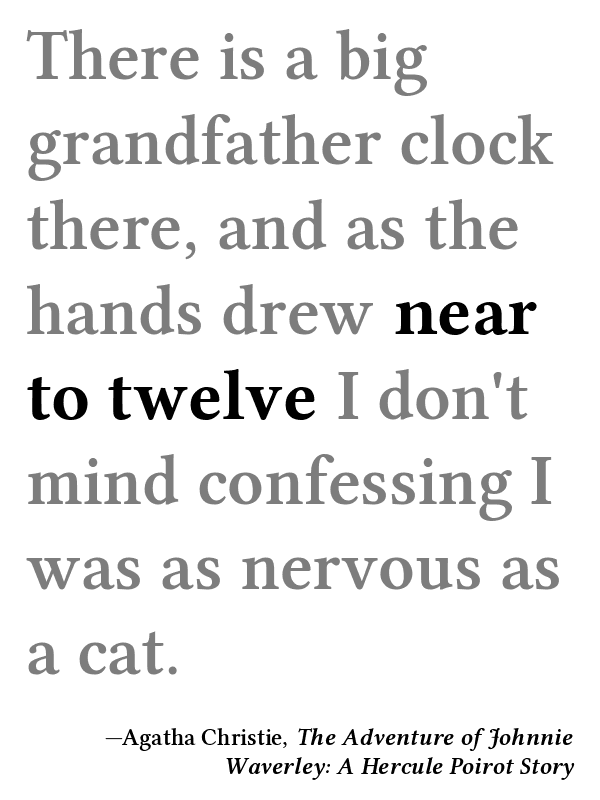 There is a big
grandfather clock
there, and as the
hands drew near
to twelve I don't
mind confessing I
was as nervous as
a cat.
—Agatha Christie, The Adventure of Johnnie
Waverley: A Hercule Poirot Story